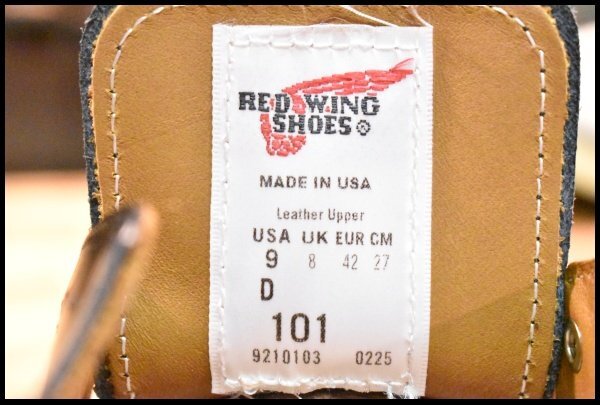 RED WING
SHOES®
MADE IN USA
Leather Upper
USA UK EUR CM
9 8 42 27
D
101
9210103 0225